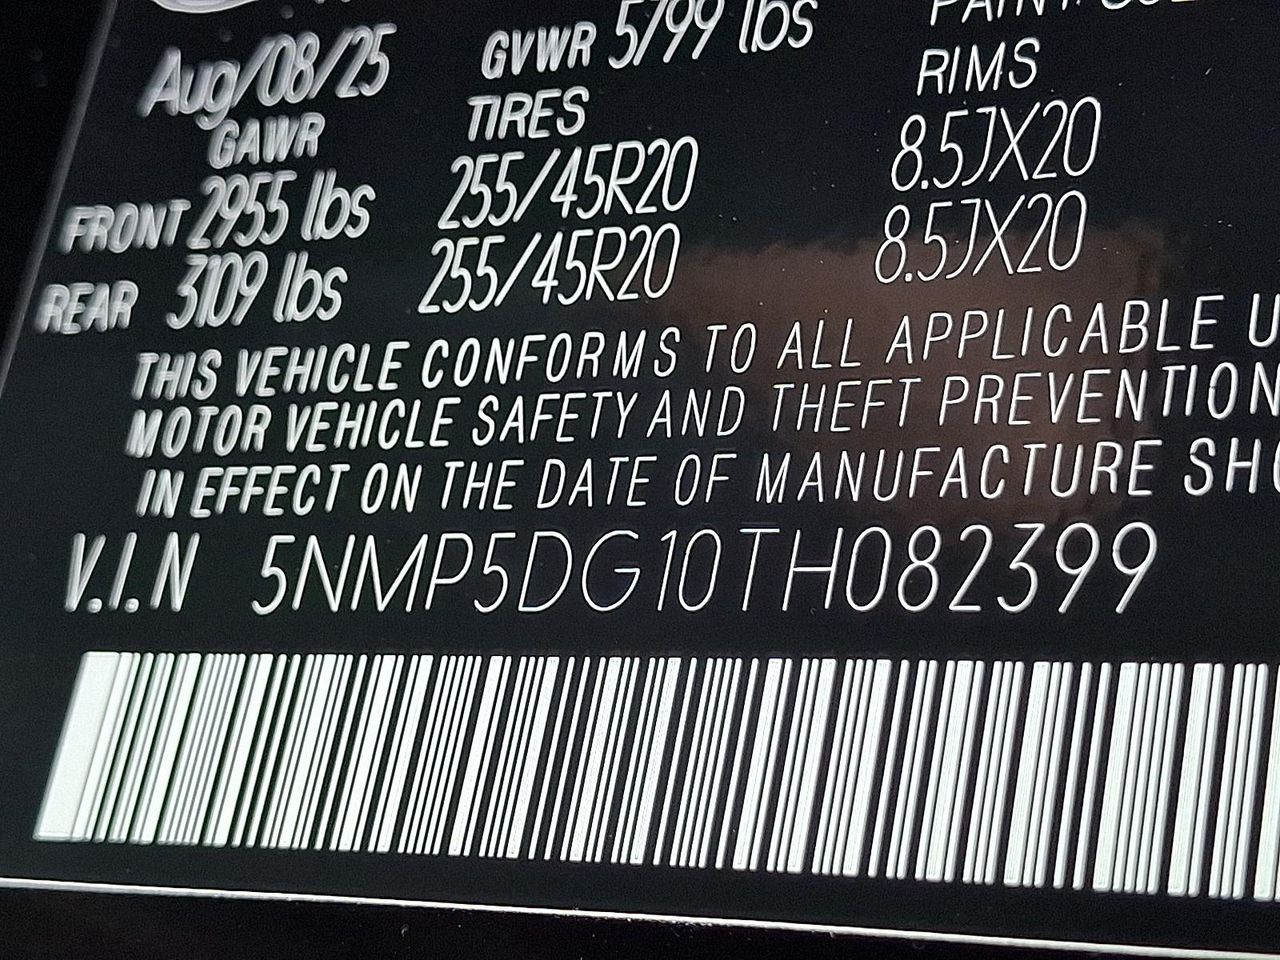 Aug/08/25 GVWR 5799 lbs
GAWR TIRES RIMS
FRONT 2955 lbs 255/45R20 8.5JX20
REAR 3109 lbs 255/45R20 8.5JX20
THIS VEHICLE CONFORMS TO ALL APPLICABLE U
MOTOR VEHICLE SAFETY AND THEFT PREVENTION
IN EFFECT ON THE DATE OF MANUFACTURE SHO
V.I.N 5NMP5DG10TH082399